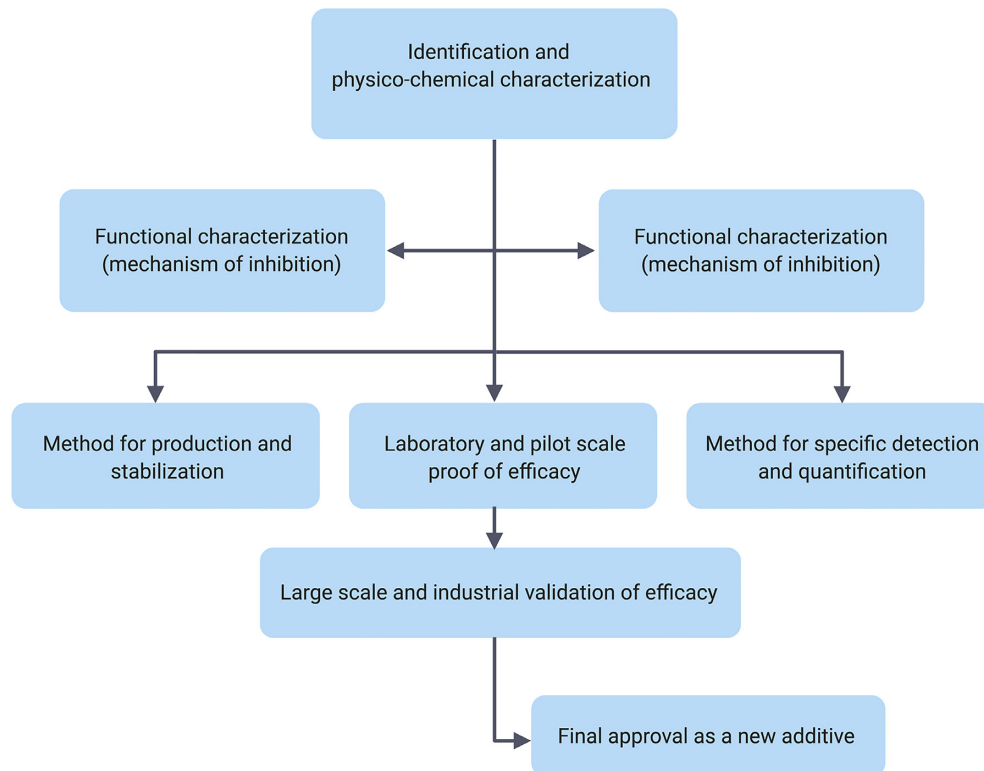 Identification and
physico-chemical characterization
Functional characterization
(mechanism of inhibition)
Functional characterization
(mechanism of inhibition)
Method for production and
stabilization
Laboratory and pilot scale
proof of efficacy
Method for specific detection
and quantification
Large scale and industrial validation of efficacy
Final approval as a new additive